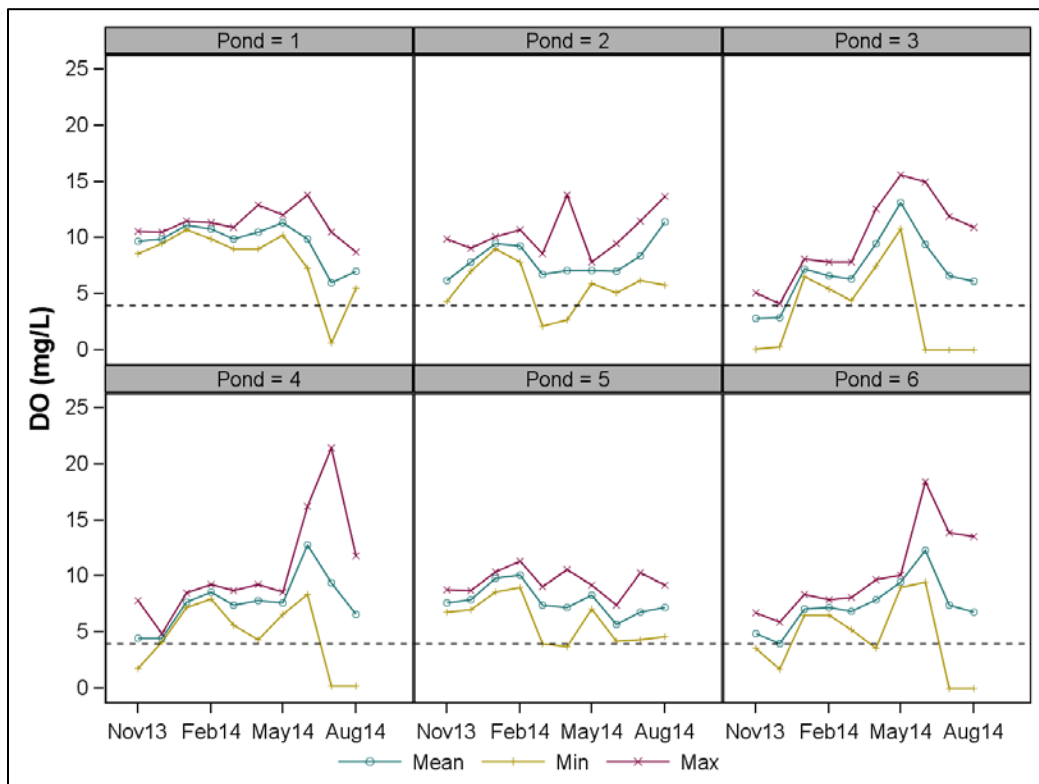 Pond = 1 Pond = 2 Pond = 3
25
20
15
10
5
0
Pond = 4 Pond = 5 Pond = 6
25
20
15
10
5
0
DO (mg/L)
Nov13 Feb14 May14 Aug14 Nov13 Feb14 May14 Aug14 Nov13 Feb14 May14 Aug14
Mean Min Max